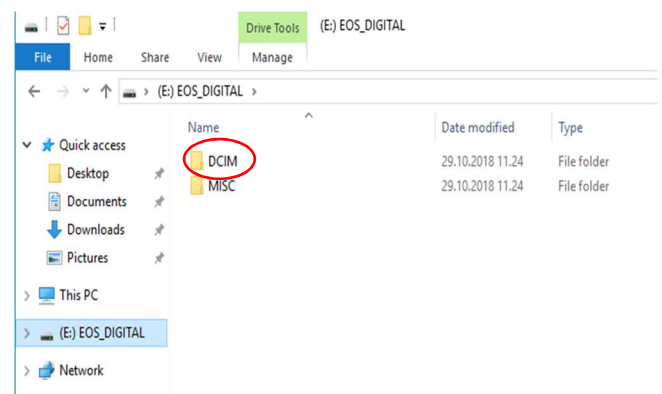 Drive Tools (E:) EOS_DIGITAL
File Home Share View Manage
(E:) EOS_DIGITAL
Name Date modified Type
Quick access
Desktop
Documents
Downloads
Pictures
This PC
(E:) EOS_DIGITAL
Network
DCIM 29.10.2018 11.24 File folder
MISC 29.10.2018 11.24 File folder